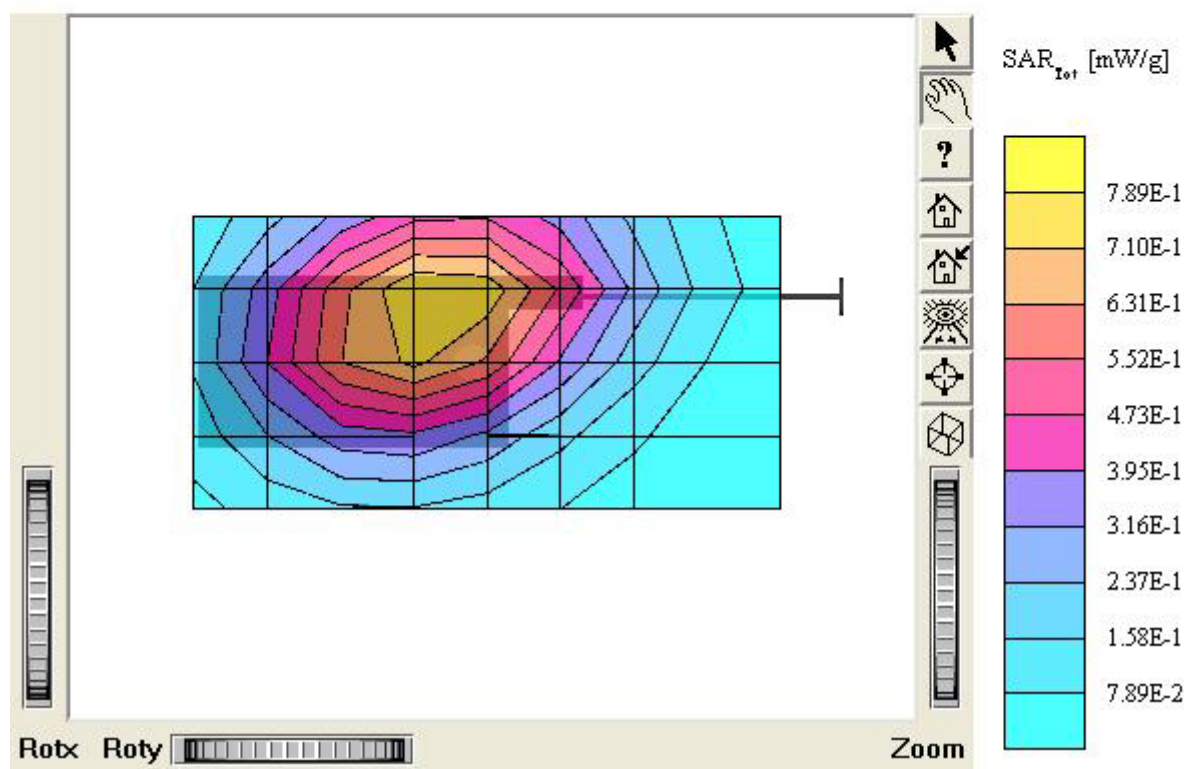 SARTot [mW/g]
?
7.89E-1
7.10E-1
6.31E-1
5.52E-1
4.73E-1
3.95E-1
3.16E-1
2.37E-1
1.58E-1
7.89E-2
Rotx Roty Zoom